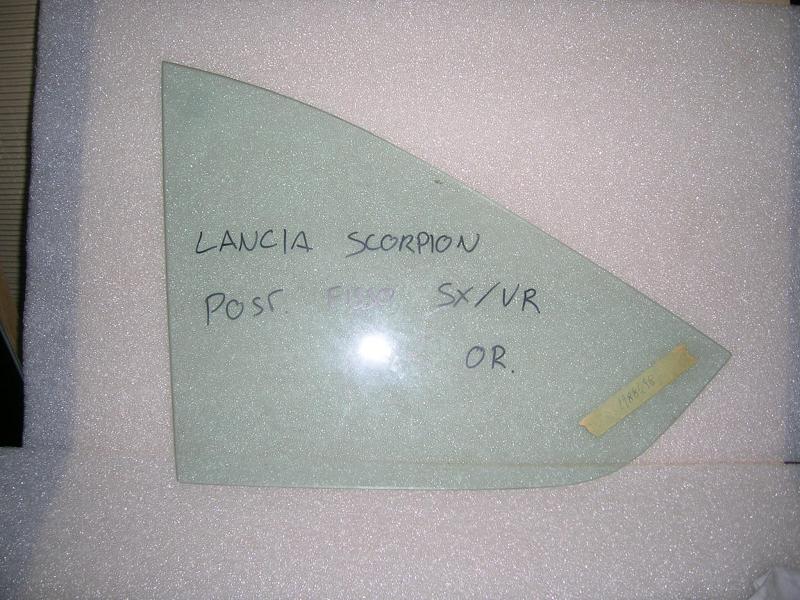 LANCIA SCORPION
POST. FISSO SX/VR
OR.